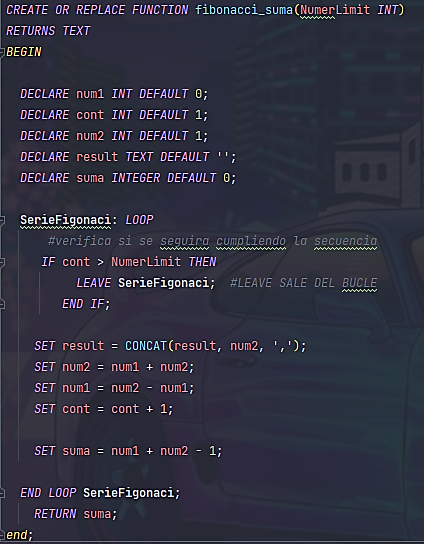 CREATE OR REPLACE FUNCTION fibonacci_suma(NumerLimit INT)
RETURNS TEXT
BEGIN
DECLARE num1 INT DEFAULT 0;
DECLARE cont INT DEFAULT 1;
DECLARE num2 INT DEFAULT 1;
DECLARE result TEXT DEFAULT '';
DECLARE suma INTEGER DEFAULT 0;
SerieFigonaci: LOOP
#verifica si se seguira cumpliendo la secuencia
IF cont > NumerLimit THEN
LEAVE SerieFigonaci; #LEAVE SALE DEL BUCLE
END IF;
SET result = CONCAT(result, num2, ',');
SET num2 = num1 + num2;
SET num1 = num2 - num1;
SET cont = cont + 1;
SET suma = num1 + num2 - 1;
END LOOP SerieFigonaci;
RETURN suma;
end;